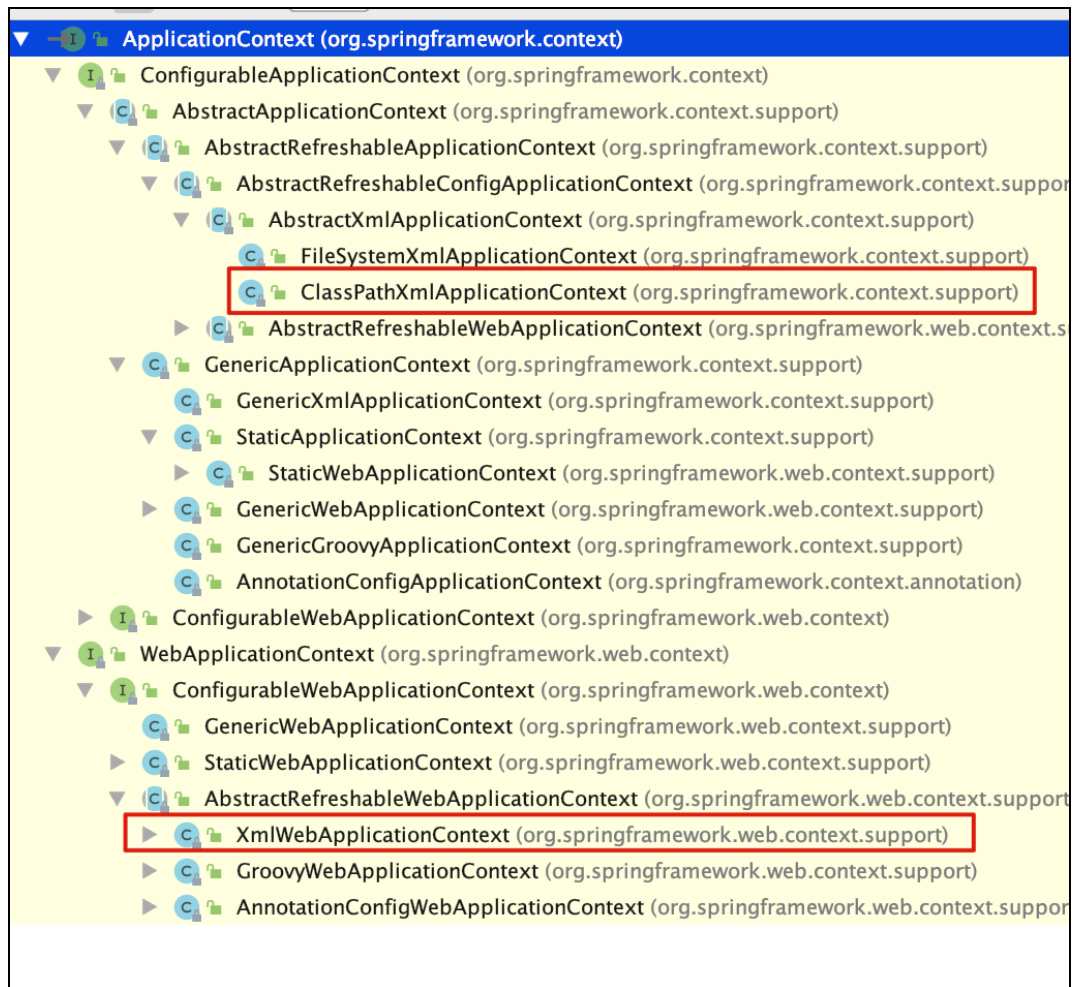 ApplicationContext (org.springframework.context)
ConfigurableApplicationContext (org.springframework.context)
AbstractApplicationContext (org.springframework.context.support)
AbstractRefreshableApplicationContext (org.springframework.context.support)
AbstractRefreshableConfigApplicationContext (org.springframework.context.suppor
AbstractXmlApplicationContext (org.springframework.context.support)
FileSystemXmlApplicationContext (org.springframework.context.support)
ClassPathXmlApplicationContext (org.springframework.context.support)
AbstractRefreshableWebApplicationContext (org.springframework.web.context.s
GenericApplicationContext (org.springframework.context.support)
GenericXmlApplicationContext (org.springframework.context.support)
StaticApplicationContext (org.springframework.context.support)
StaticWebApplicationContext (org.springframework.web.context.support)
GenericWebApplicationContext (org.springframework.web.context.support)
GenericGroovyApplicationContext (org.springframework.context.support)
AnnotationConfigApplicationContext (org.springframework.context.annotation)
ConfigurableWebApplicationContext (org.springframework.web.context)
WebApplicationContext (org.springframework.web.context)
ConfigurableWebApplicationContext (org.springframework.web.context)
GenericWebApplicationContext (org.springframework.web.context.support)
StaticWebApplicationContext (org.springframework.web.context.support)
AbstractRefreshableWebApplicationContext (org.springframework.web.context.support
XmlWebApplicationContext (org.springframework.web.context.support)
GroovyWebApplicationContext (org.springframework.web.context.support)
AnnotationConfigWebApplicationContext (org.springframework.web.context.suppor